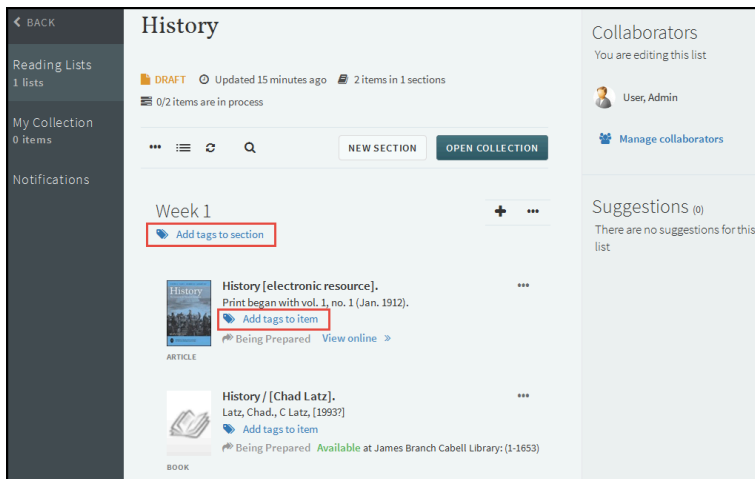 BACK
Reading Lists
1 lists
My Collection
0 items
Notifications
History
DRAFT Updated 15 minutes ago 2 items in 1 sections
0/2 items are in process
NEW SECTION OPEN COLLECTION
Week 1
Add tags to section
History
History [electronic resource].
Print began with vol. 1, no. 1 (Jan. 1912).
Add tags to item
Being Prepared View online »
ARTICLE
History / [Chad Latz].
Latz, Chad., C Latz, [1993?]
Add tags to item
Being Prepared Available at James Branch Cabell Library: (1-1653)
BOOK
Collaborators
You are editing this list
User, Admin
Manage collaborators
Suggestions (0)
There are no suggestions for this
list